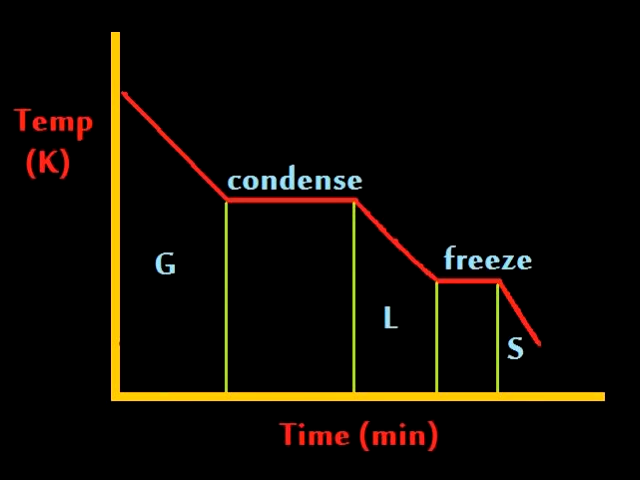 Temp
(K)
condense
G
freeze
L
S
Time (min)